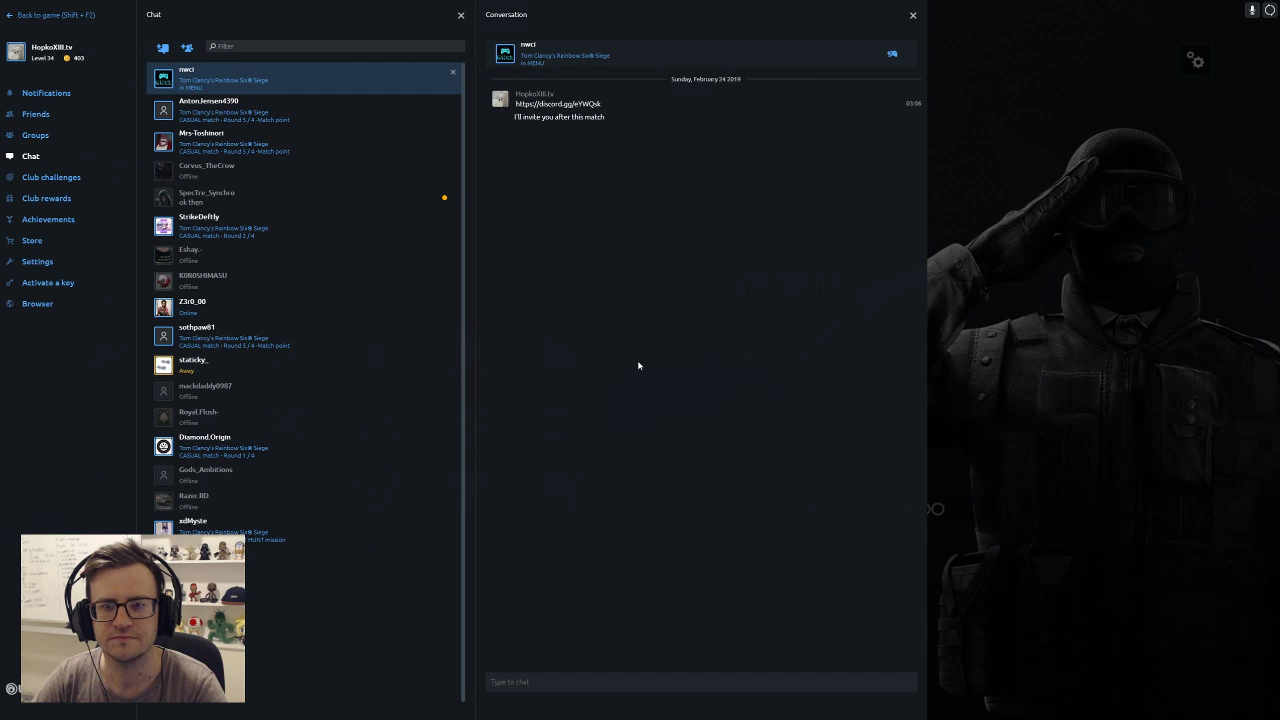 Back to game (Shift + F2)
HopkoXIII.tv
Level 34
403
Notifications
Friends
Groups
Chat
Club challenges
Club rewards
Achievements
Store
Settings
Activate a key
Browser
Chat
Filter
nwci
Tom Clancy's Rainbow Six® Siege
in MENU
AntonJensen4390
Tom Clancy's Rainbow Six® Siege
CASUAL match - Round 5 / 4 -Match point
Mrs-Toshinori
Tom Clancy's Rainbow Six® Siege
CASUAL match - Round 5 / 4 -Match point
Corvus_TheCrow
Offline
SpecTre_Synchro
ok then
StrikeDeftly
Tom Clancy's Rainbow Six® Siege
CASUAL match - Round 2 / 4
Eshay.-
Offline
K0R0SHIMASU
Offline
Z3r0_00
Online
sothpaw81
Tom Clancy's Rainbow Six® Siege
CASUAL match - Round 5 / 4 -Match point
staticky_
Away
mackdaddy0987
Offline
Royal.Flush-
Offline
Diamond.Origin
Tom Clancy's Rainbow Six® Siege
CASUAL match - Round 1 / 4
Gods_Ambitions
Offline
Razer.RD
Offline
xdMyste
Tom Clancy's Rainbow Six® Siege
HUNT mission
Conversation
nwci
Tom Clancy's Rainbow Six® Siege
in MENU
Sunday, February 24 2019
HopkoXIII.tv
https://discord.gg/eYWQsk
03:06
I'll invite you after this match
Type to chat